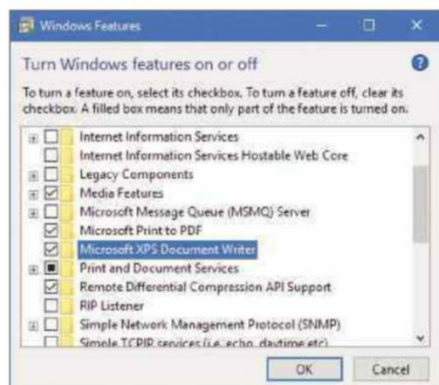 Windows Features
Turn Windows features on or off
To turn a feature on, select its checkbox. To turn a feature off, clear its
checkbox. A filled box means that only part of the feature is turned on.
Internet Information Services
Internet Information Services Hostable Web Core
Legacy Components
Media Features
Microsoft Message Queue (MSMQ) Server
Microsoft Print to PDF
Microsoft XPS Document Writer
Print and Document Services
Remote Differential Compression API Support
RIP Listener
Simple Network Management Protocol (SNMP)
Simple TCPIP services (i.e. echo, daytime etc)
OK Cancel